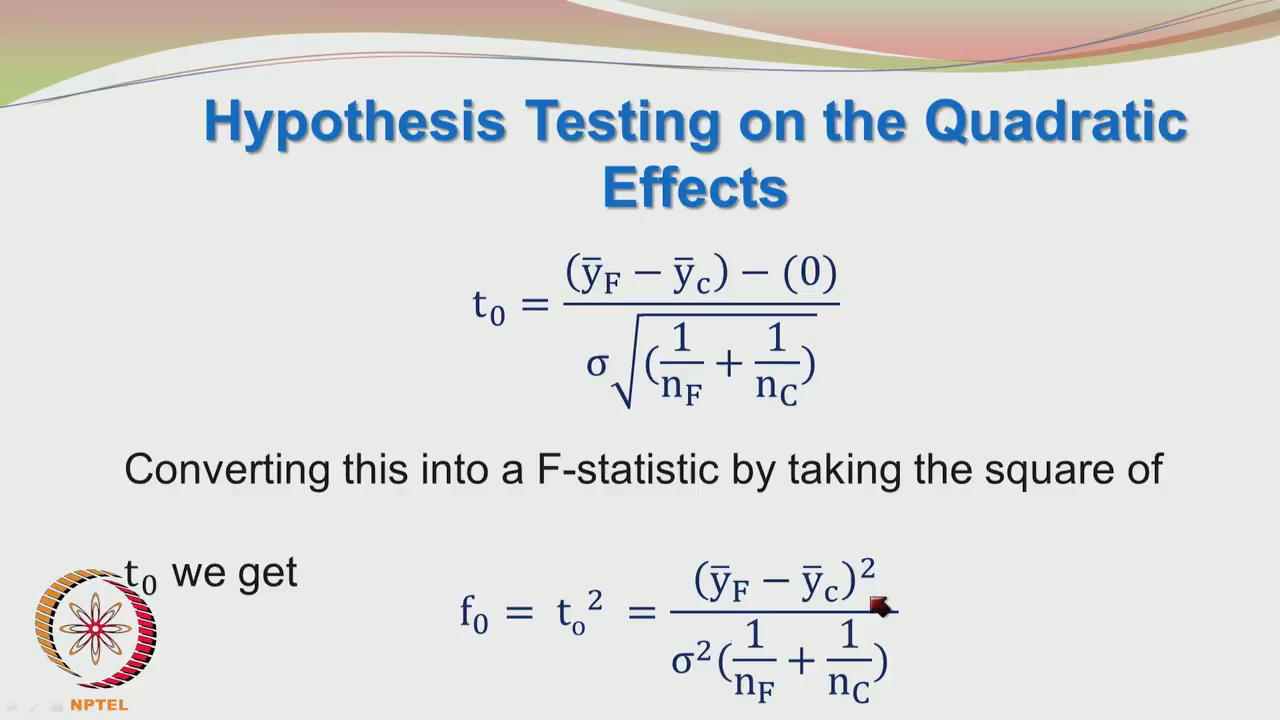 Hypothesis Testing on the Quadratic
Effects
t₀ = ((ȳ_F − ȳ_c) − (0)) / (σ√(1/n_F + 1/n_C))
Converting this into a F-statistic by taking the square of
t₀ we get
f₀ = t₀² = (ȳ_F − ȳ_c)² / (σ²(1/n_F + 1/n_C))
NPTEL